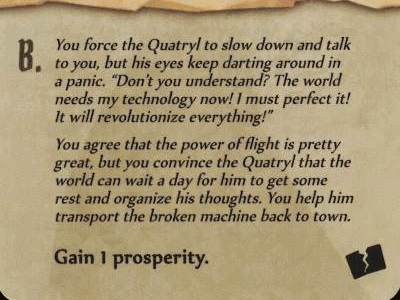 B. You force the Quatryl to slow down and talk
to you, but his eyes keep darting around in
a panic. “Don’t you understand? The world
needs my technology now! I must perfect it!
It will revolutionize everything!”
You agree that the power of flight is pretty
great, but you convince the Quatryl that the
world can wait a day for him to get some
rest and organize his thoughts. You help him
transport the broken machine back to town.
Gain 1 prosperity.